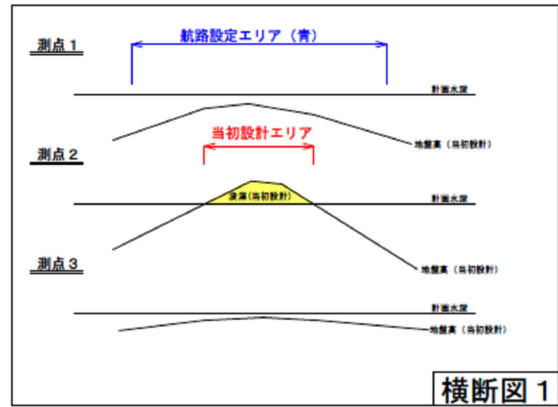 測点1
航路設定エリア（青）
計画水深
当初設計エリア
地盤高（当初設計）
測点2
浚渫(当初設計)
計画水深
測点3
地盤高（当初設計）
計画水深
地盤高（当初設計）
横断図1